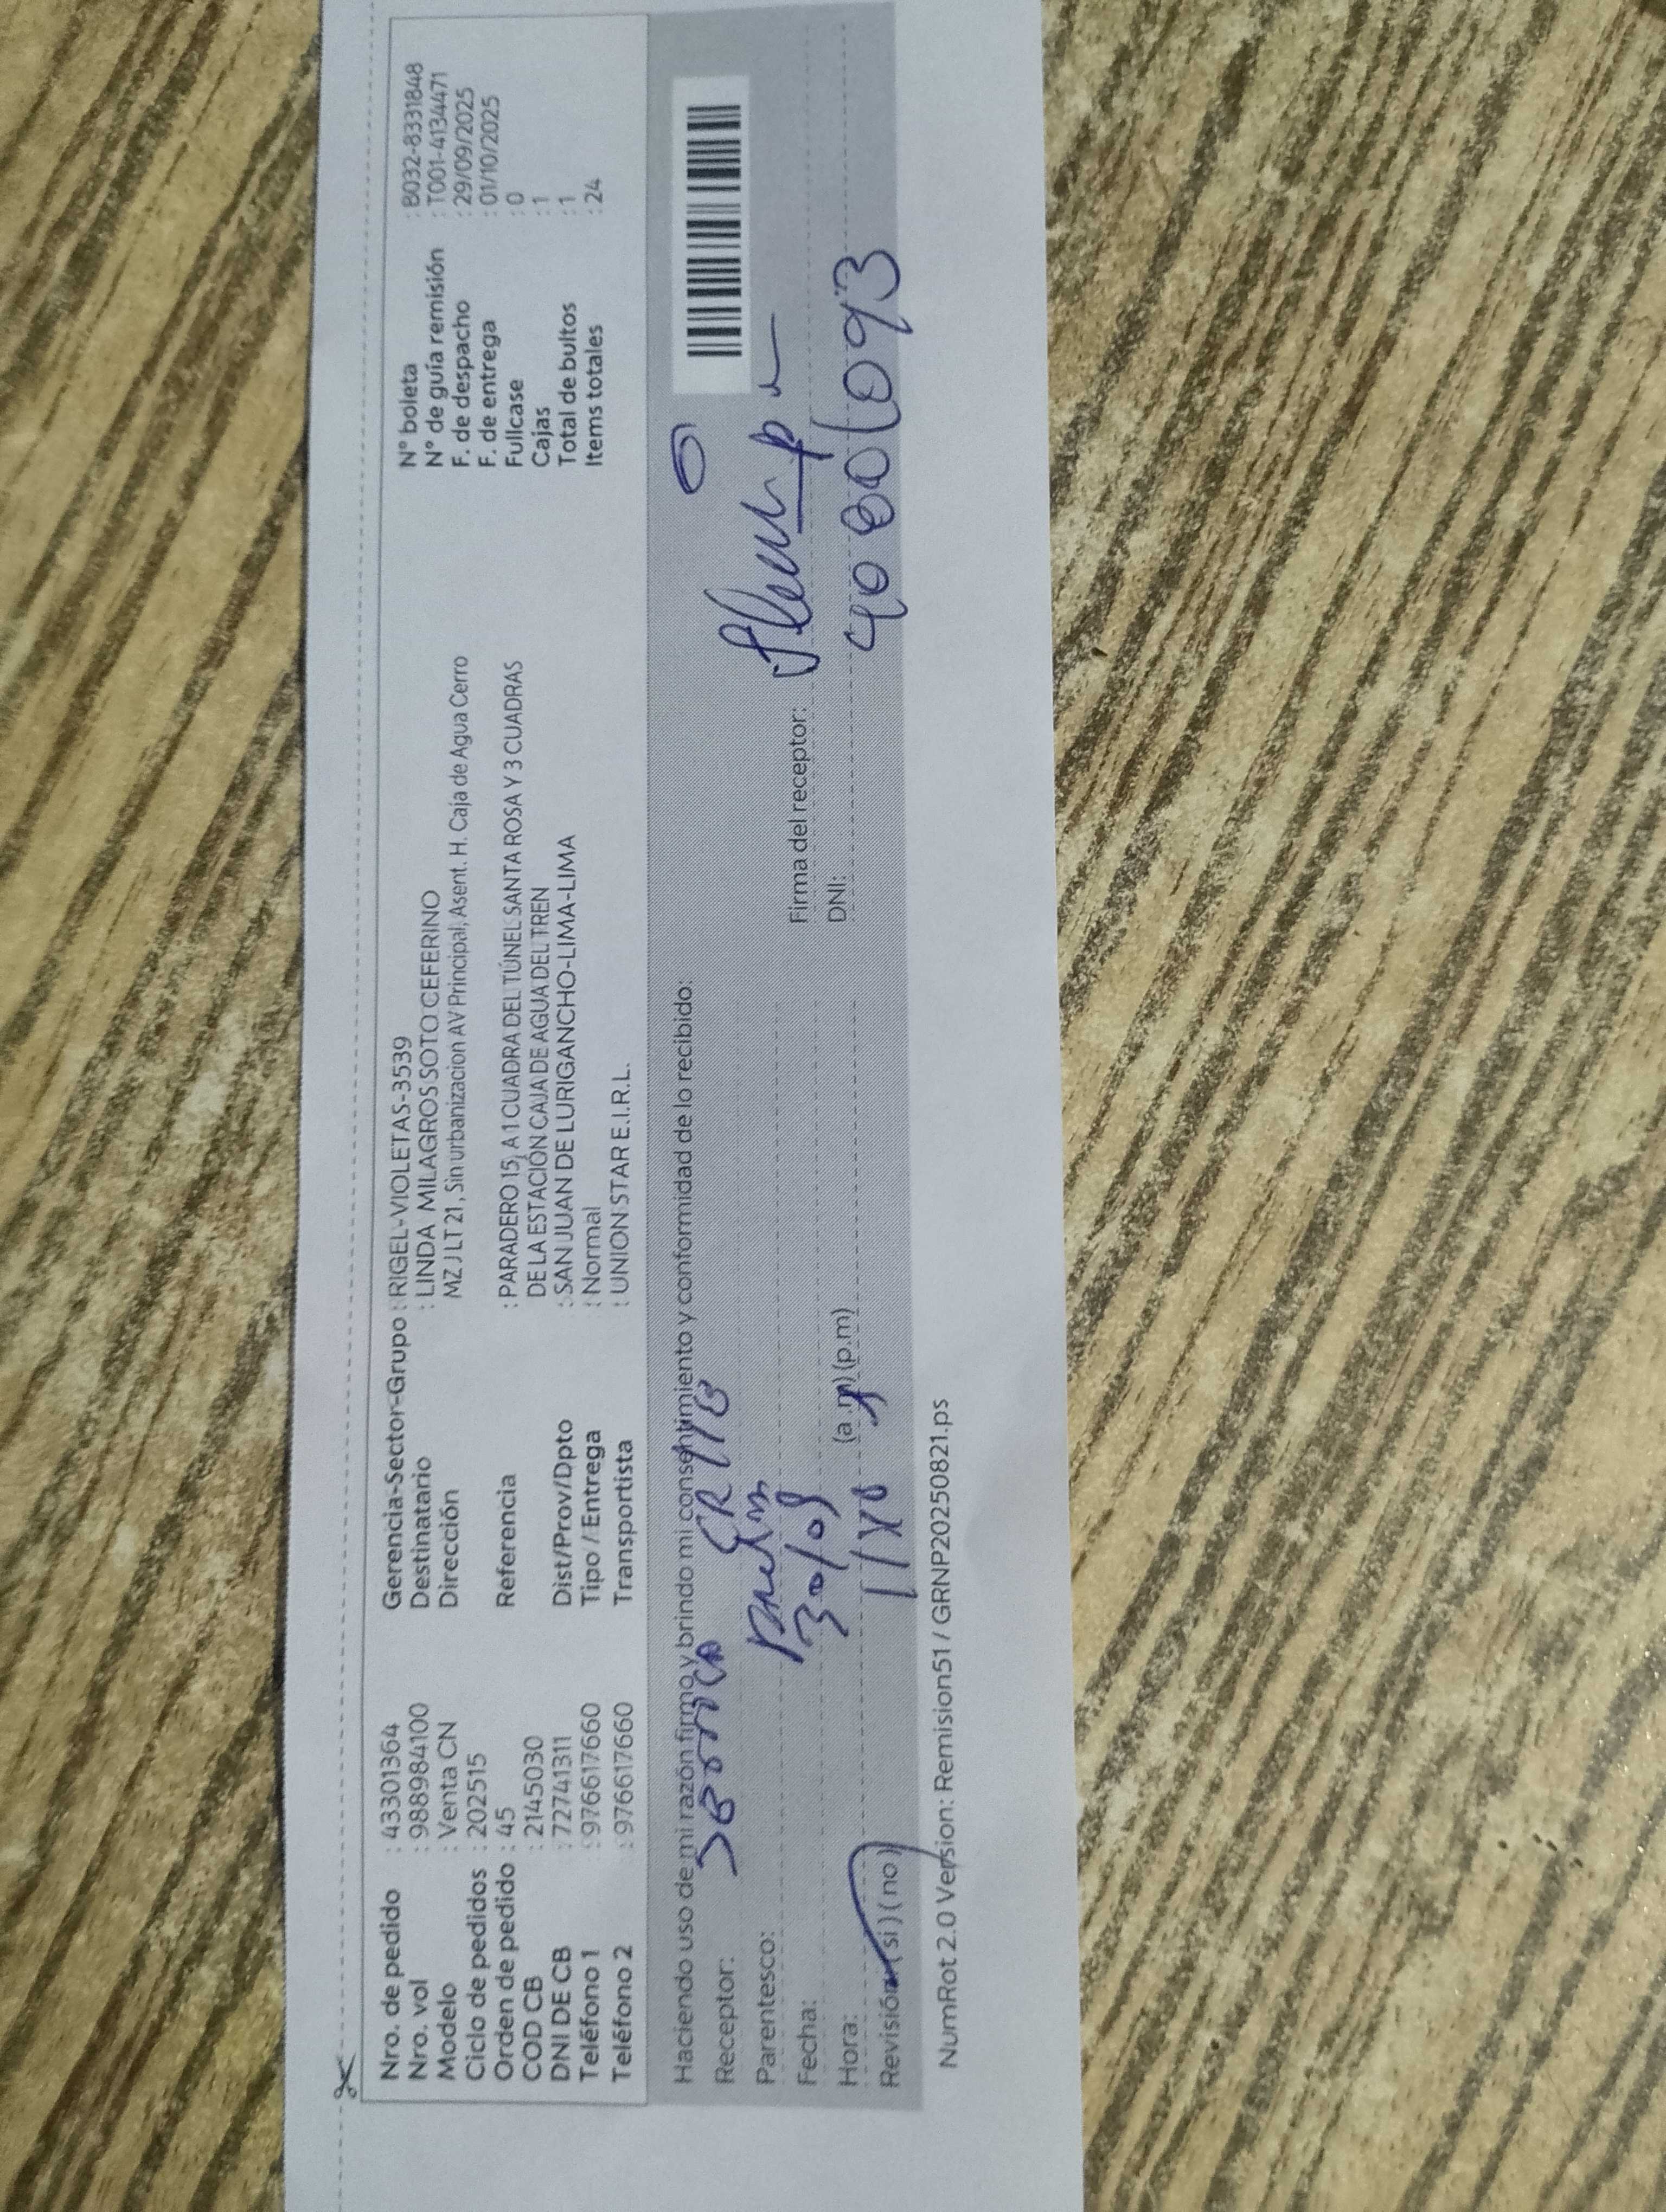 Nro. de pedido : 43301364
Nro. vol : 988984100
Modelo : Venta CN
Ciclo de pedidos : 202515
Orden de pedido : 45
COD CB : 2145030
DNI DE CB : 72741311
Teléfono 1 : 976617660
Teléfono 2 : 976617660
Gerencia-Sector-Grupo : RIGEL-VIOLETAS-3539
Destinatario : LINDA MILAGROS SOTO CEFERINO
Dirección MZ J LT 21 , Sin urbanizacion AV Principal, Asent. H. Caja de Agua Cerro
Referencia : PARADERO 15, A 1 CUADRA DEL TÚNEL SANTA ROSA Y 3 CUADRAS
DE LA ESTACIÓN CAJA DE AGUA DEL TREN
Dist/Prov/Dpto : SAN JUAN DE LURIGANCHO-LIMA-LIMA
Tipo / Entrega : Normal
Transportista : UNION STAR E.I.R.L.
N° boleta : B032-8331848
N° de guía remisión : T001-4134471
F. de despacho : 29/09/2025
F. de entrega : 01/10/2025
Fullcase : 0
Cajas : 1
Total de bultos : 1
Items totales : 24
Haciendo uso de mi razón firmo y brindo mi consentimiento y conformidad de lo recibido:
Receptor:
Parentesco:
Fecha: 30/09
Hora: (a.m) (p.m)
Revisión (si) (no)
Firma del receptor:
DNI: 40801093
NumRot 2.0 Version: Remision51 / GRNP20250821.ps